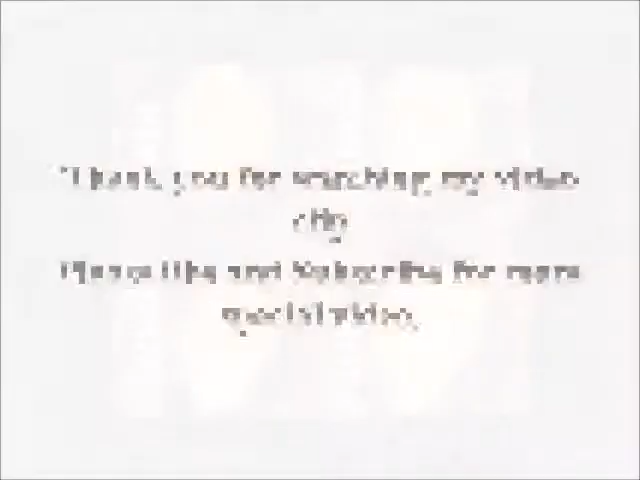 Thank you for watching my video
clip
Please like and Subscribe for more
special video.